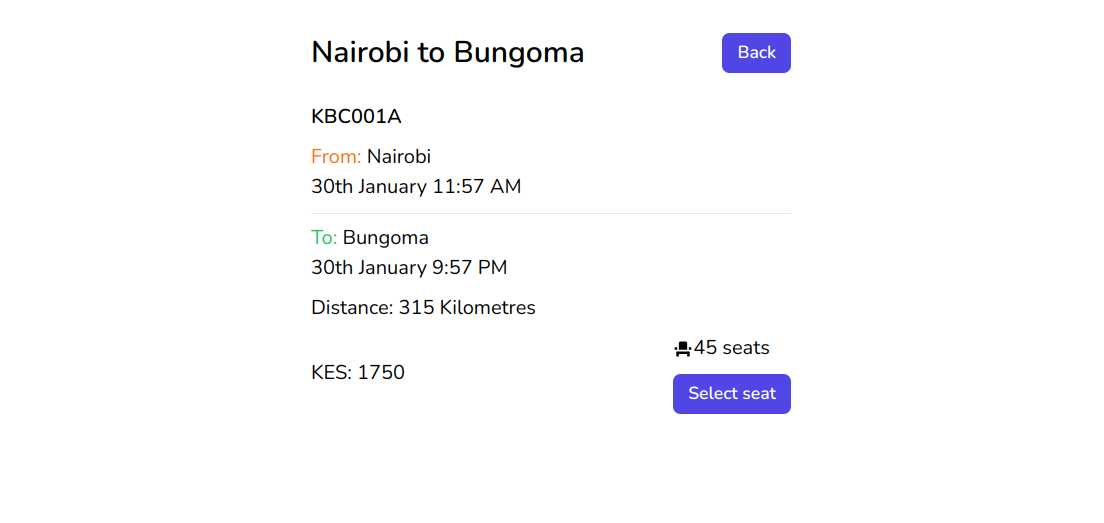 Nairobi to Bungoma
Back
KBC001A
From: Nairobi
30th January 11:57 AM
To: Bungoma
30th January 9:57 PM
Distance: 315 Kilometres
45 seats
KES: 1750
Select seat